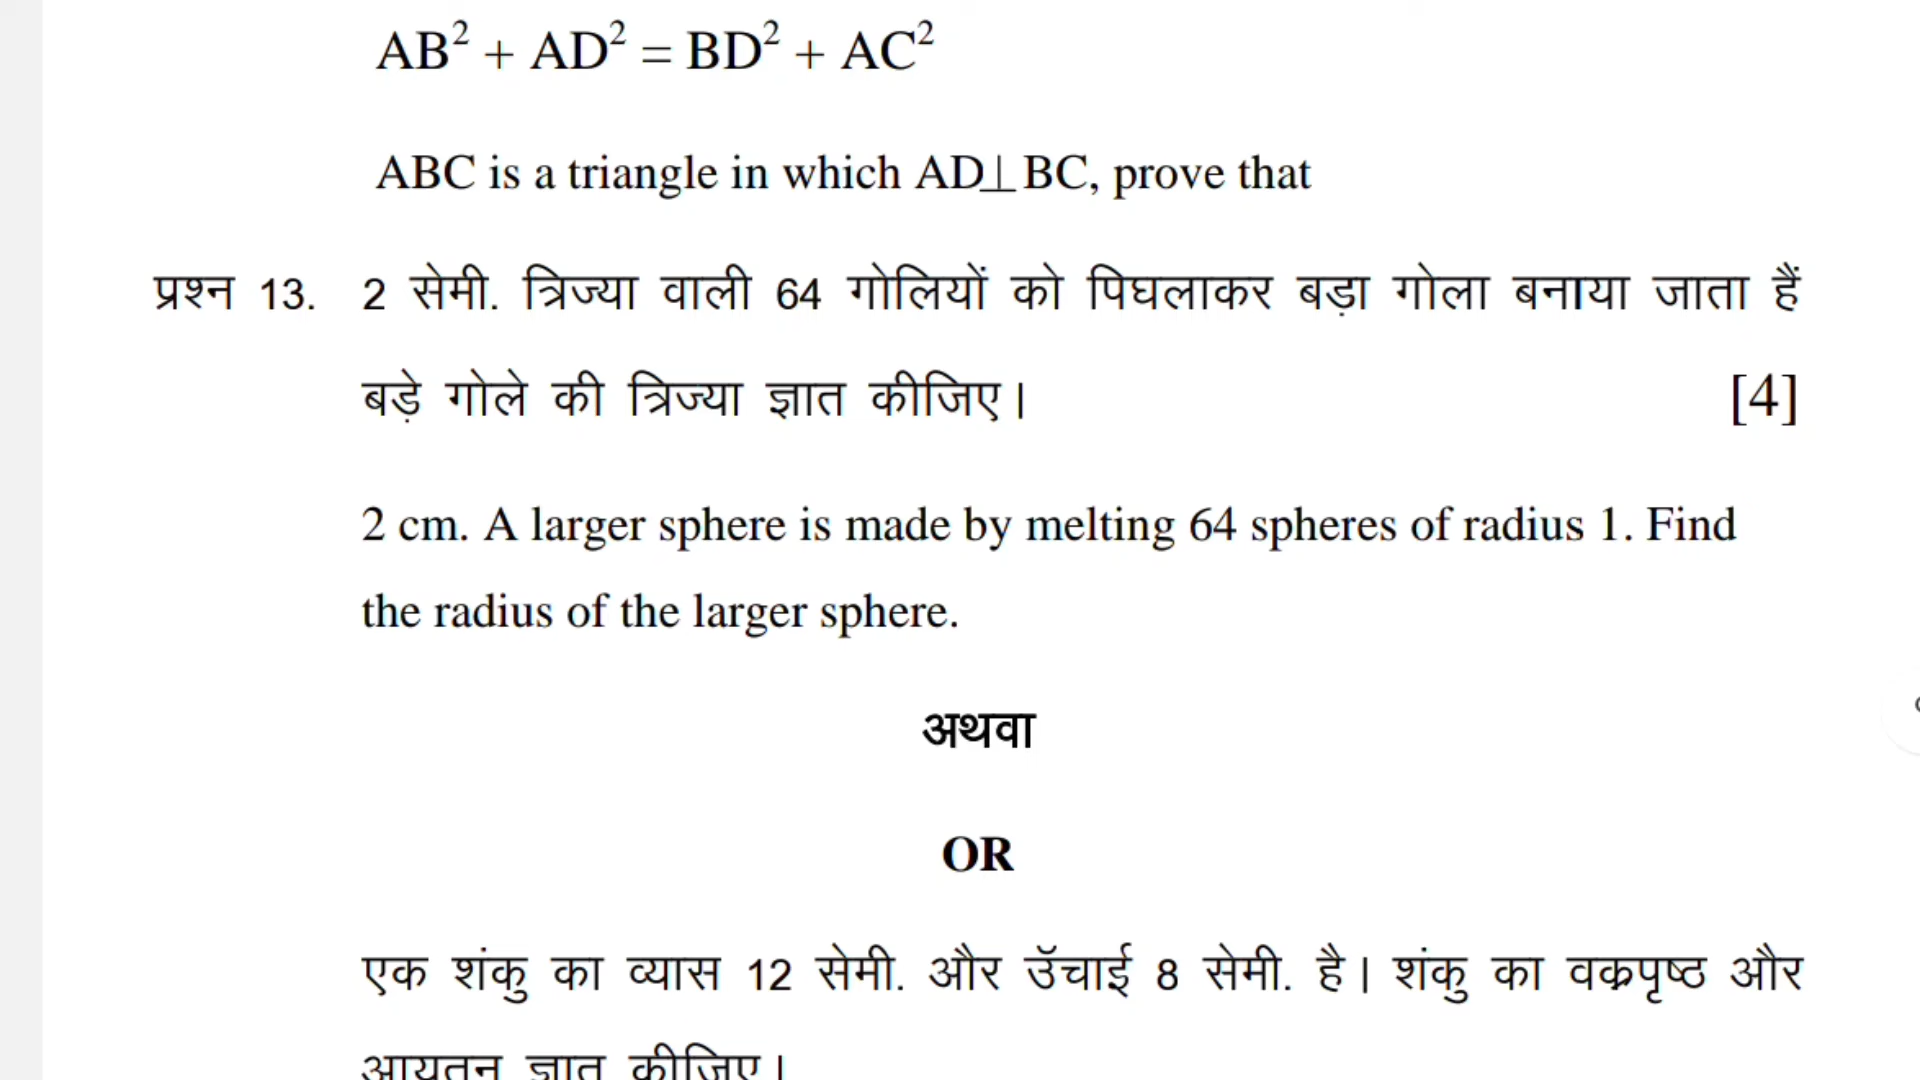 AB² + AD² = BD² + AC²
ABC is a triangle in which AD⊥BC, prove that
प्रश्न 13. 2 सेमी. त्रिज्या वाली 64 गोलियों को पिघलाकर बड़ा गोला बनाया जाता हैं
बड़े गोले की त्रिज्या ज्ञात कीजिए। [4]
2 cm. A larger sphere is made by melting 64 spheres of radius 1. Find
the radius of the larger sphere.
अथवा
OR
एक शंकु का व्यास 12 सेमी. और उॅचाई 8 सेमी. है। शंकु का वक्रपृष्ठ और
आयतन ज्ञात कीजिए।